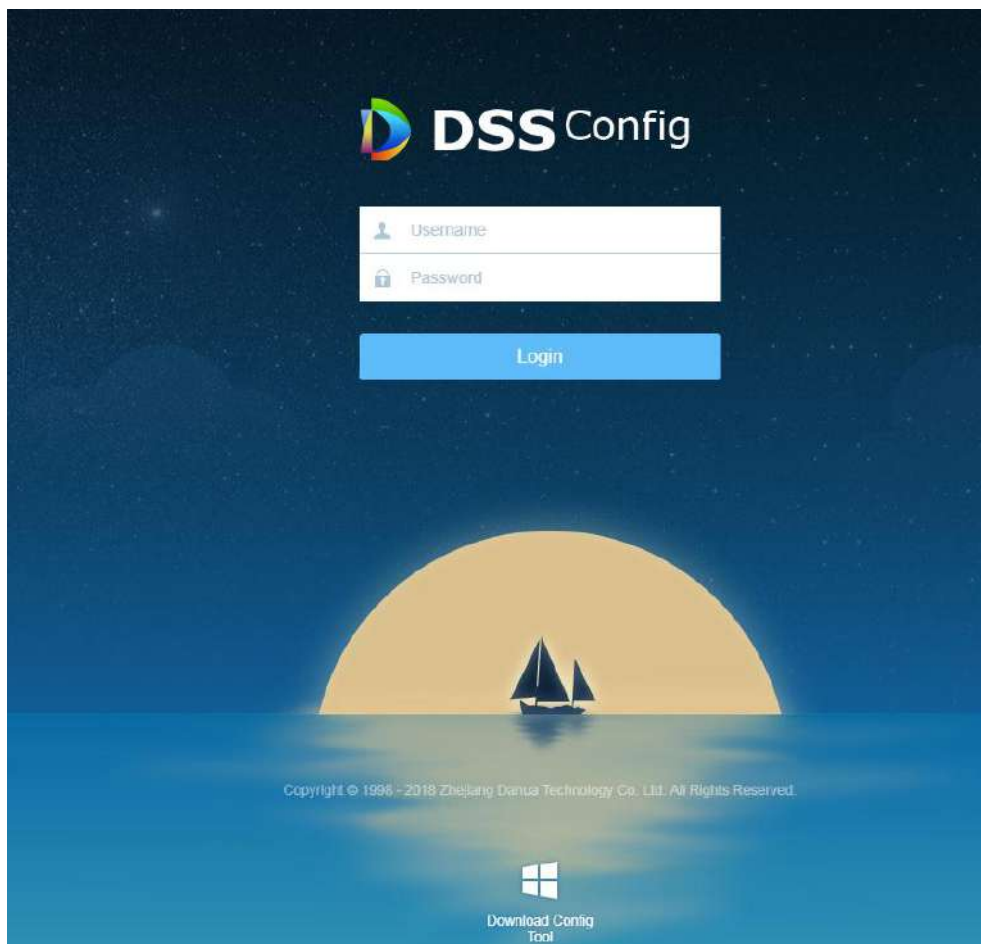 DSS Config
Username
Password
Login
Copyright © 1998 - 2018 Zhejiang Dahua Technology Co. Ltd. All Rights Reserved.
Download Config
Tool